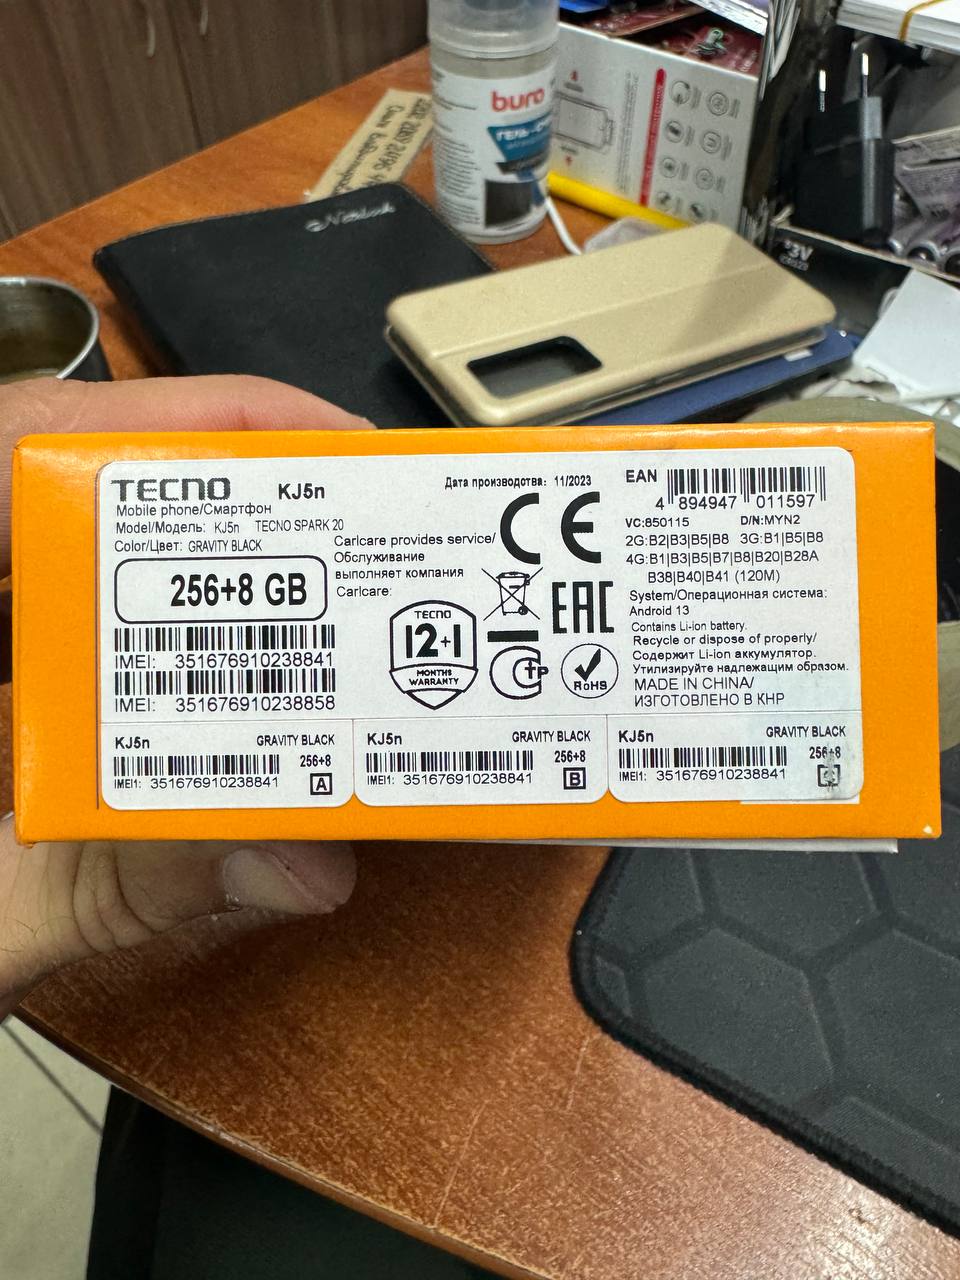 buro
ГЕЛЬ-С
3V
TECNO
KJ5n
Mobile phone/Смартфон
Model/Модель: KJ5n TECNO SPARK 20
Color/Цвет: GRAVITY BLACK
256+8 GB
IMEI: 351676910238841
IMEI: 351676910238858
Дата производства: 11/2023
Carlcare provides service/
Обслуживание
выполняет компания
Carlcare:
CE
TECNO
12+1
MONTHS
WARRANTY
EAC
RoHS
EAN
4 894947 011597
VC:850115 D/N:MYN2
2G:B2|B3|B5|B8 3G:B1|B5|B8
4G:B1|B3|B5|B7|B8|B20|B28A
B38|B40|B41 (120M)
System/Операционная система:
Android 13
Contains Li-ion battery.
Recycle or dispose of properly/
Содержит Li-ion аккумулятор.
Утилизируйте надлежащим образом.
MADE IN CHINA/
ИЗГОТОВЛЕНО В КНР
KJ5n GRAVITY BLACK
256+8
IMEI1: 351676910238841 A
KJ5n GRAVITY BLACK
256+8
IMEI1: 351676910238841 B
KJ5n GRAVITY BLACK
256+8
IMEI1: 351676910238841